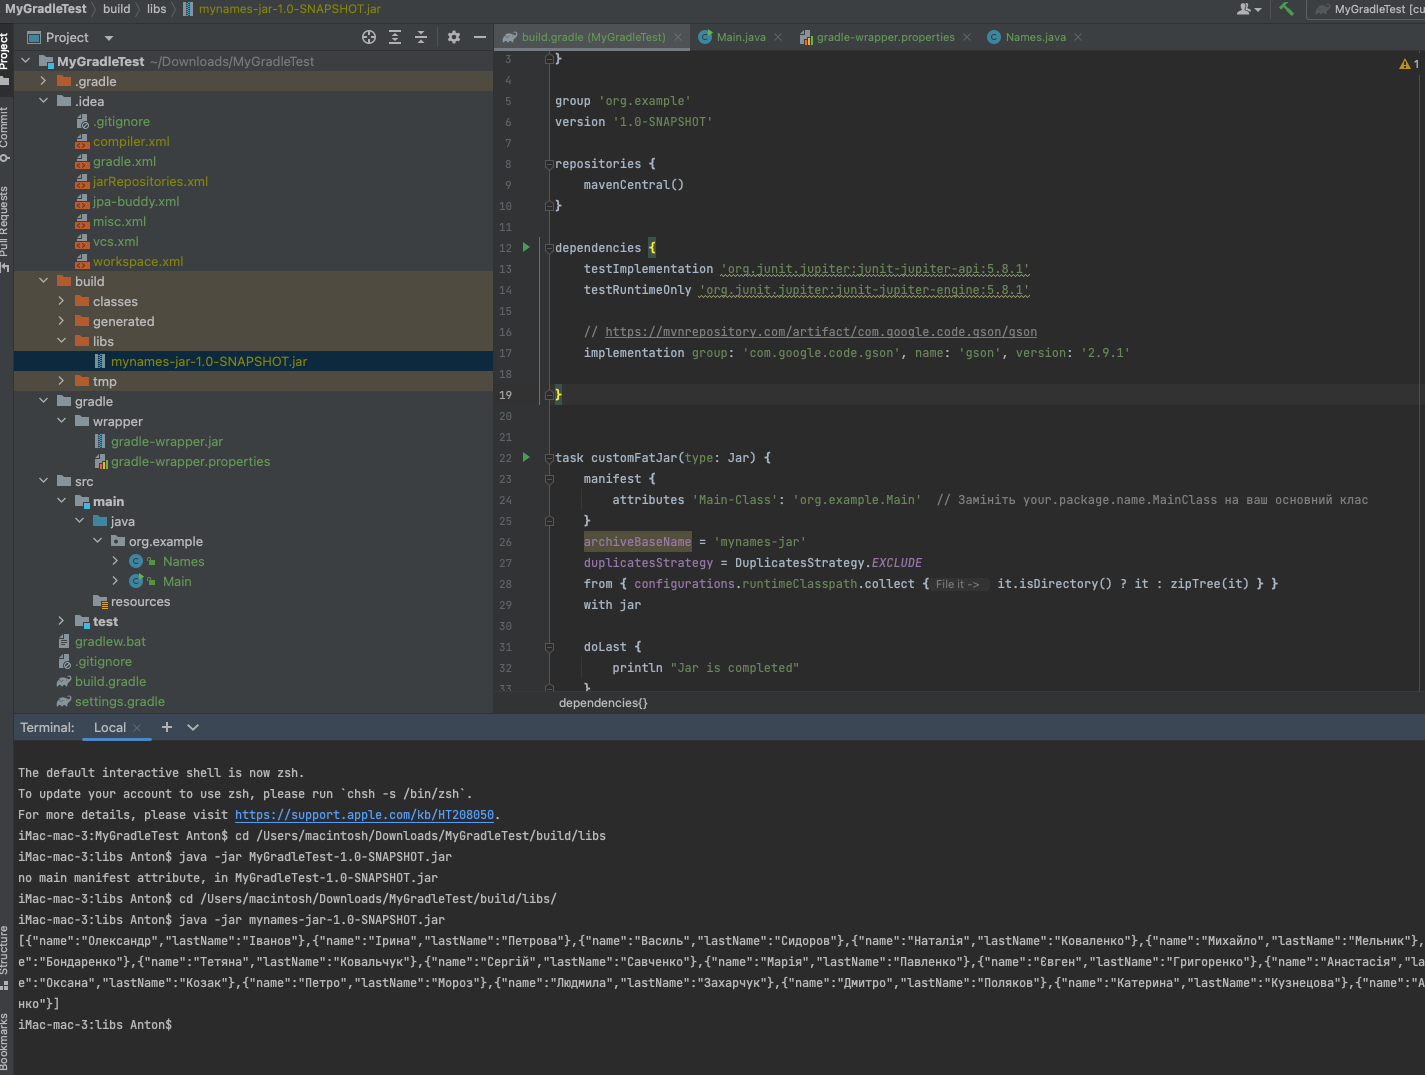 MyGradleTest
build
libs
mynames-jar-1.0-SNAPSHOT.jar
MyGradleTest [cu
Project
Commit
Pull Requests
Structure
Bookmarks
Project
MyGradleTest ~/Downloads/MyGradleTest
.gradle
.idea
.gitignore
compiler.xml
gradle.xml
jarRepositories.xml
jpa-buddy.xml
misc.xml
vcs.xml
workspace.xml
build
classes
generated
libs
mynames-jar-1.0-SNAPSHOT.jar
tmp
gradle
wrapper
gradle-wrapper.jar
gradle-wrapper.properties
src
main
java
org.example
Names
Main
resources
test
gradlew.bat
.gitignore
build.gradle
settings.gradle
build.gradle (MyGradleTest)
Main.java
gradle-wrapper.properties
Names.java
1
3 }
4
5 group 'org.example'
6 version '1.0-SNAPSHOT'
7
8 repositories {
9 mavenCentral()
10 }
11
12 dependencies {
13 testImplementation 'org.junit.jupiter:junit-jupiter-api:5.8.1'
14 testRuntimeOnly 'org.junit.jupiter:junit-jupiter-engine:5.8.1'
15
16 // https://mvnrepository.com/artifact/com.google.code.gson/gson
17 implementation group: 'com.google.code.gson', name: 'gson', version: '2.9.1'
18
19 }
20
21
22 task customFatJar(type: Jar) {
23 manifest {
24 attributes 'Main-Class': 'org.example.Main' // Замініть your.package.name.MainClass на ваш основний клас
25 }
26 archiveBaseName = 'mynames-jar'
27 duplicatesStrategy = DuplicatesStrategy.EXCLUDE
28 from { configurations.runtimeClasspath.collect { File it -> it.isDirectory() ? it : zipTree(it) } }
29 with jar
30
31 doLast {
32 println "Jar is completed"
33 }
dependencies{}
Terminal: Local
The default interactive shell is now zsh.
To update your account to use zsh, please run `chsh -s /bin/zsh`.
For more details, please visit https://support.apple.com/kb/HT208050.
iMac-mac-3:MyGradleTest Anton$ cd /Users/macintosh/Downloads/MyGradleTest/build/libs
iMac-mac-3:libs Anton$ java -jar MyGradleTest-1.0-SNAPSHOT.jar
no main manifest attribute, in MyGradleTest-1.0-SNAPSHOT.jar
iMac-mac-3:libs Anton$ cd /Users/macintosh/Downloads/MyGradleTest/build/libs/
iMac-mac-3:libs Anton$ java -jar mynames-jar-1.0-SNAPSHOT.jar
[{"name":"Олександр","lastName":"Іванов"},{"name":"Ірина","lastName":"Петрова"},{"name":"Василь","lastName":"Сидоров"},{"name":"Наталія","lastName":"Коваленко"},{"name":"Михайло","lastName":"Мельник"},
e":"Бондаренко"},{"name":"Тетяна","lastName":"Ковальчук"},{"name":"Сергій","lastName":"Савченко"},{"name":"Марія","lastName":"Павленко"},{"name":"Євген","lastName":"Григоренко"},{"name":"Анастасія","la
e":"Оксана","lastName":"Козак"},{"name":"Петро","lastName":"Мороз"},{"name":"Людмила","lastName":"Захарчук"},{"name":"Дмитро","lastName":"Поляков"},{"name":"Катерина","lastName":"Кузнецова"},{"name":"А
нко"}]
iMac-mac-3:libs Anton$